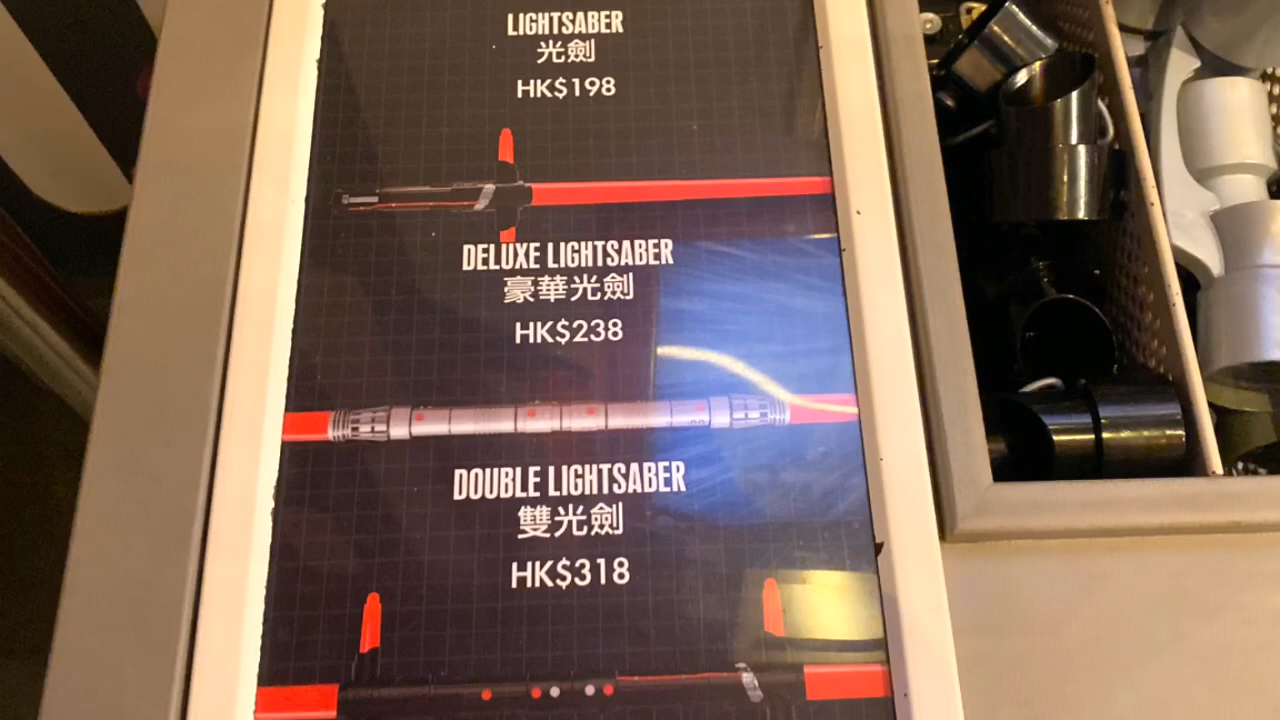 LIGHTSABER
光劍
HK$198
DELUXE LIGHTSABER
豪華光劍
HK$238
DOUBLE LIGHTSABER
雙光劍
HK$318